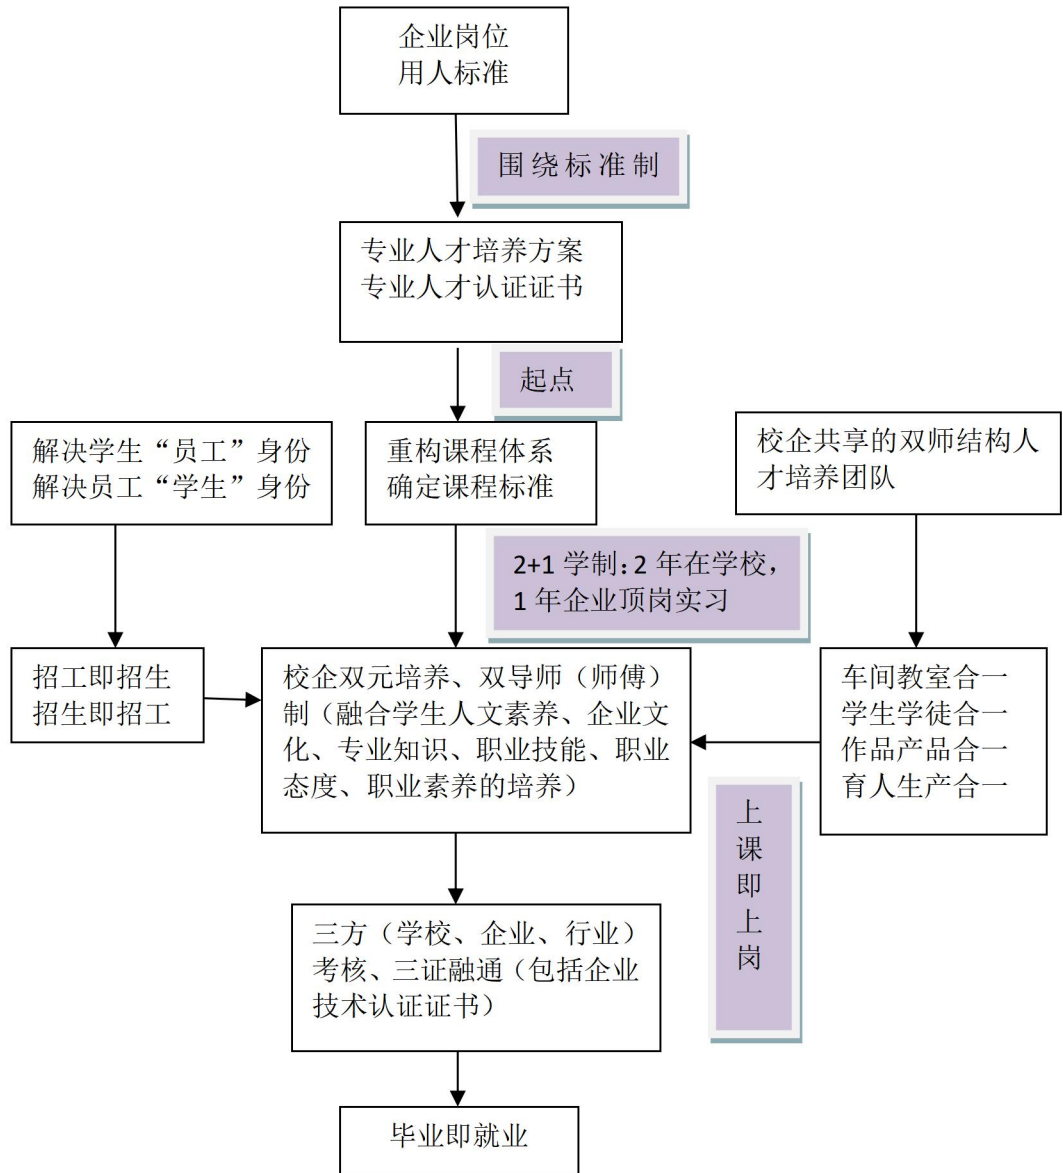 企业岗位
用人标准
围绕标准制
专业人才培养方案
专业人才认证证书
起点
解决学生“员工”身份
解决员工“学生”身份
重构课程体系
确定课程标准
校企共享的双师结构人
才培养团队
2+1 学制：2 年在学校，
1 年企业顶岗实习
招工即招生
招生即招工
校企双元培养、双导师（师傅）
制（融合学生人文素养、企业文
化、专业知识、职业技能、职业
态度、职业素养的培养）
车间教室合一
学生学徒合一
作品产品合一
育人生产合一
上
课
即
上
岗
三方（学校、企业、行业）
考核、三证融通（包括企业
技术认证证书）
毕业即就业